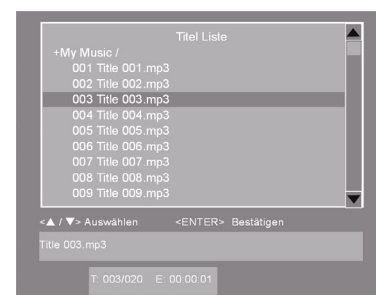 Titel Liste
+My Music /
001 Title 001.mp3
002 Title 002.mp3
003 Title 003.mp3
004 Title 004.mp3
005 Title 005.mp3
006 Title 006.mp3
007 Title 007.mp3
008 Title 008.mp3
009 Title 009.mp3
<▲ / ▼> Auswählen <ENTER> Bestätigen
Title 003.mp3
T: 003/020 E: 00:00:01